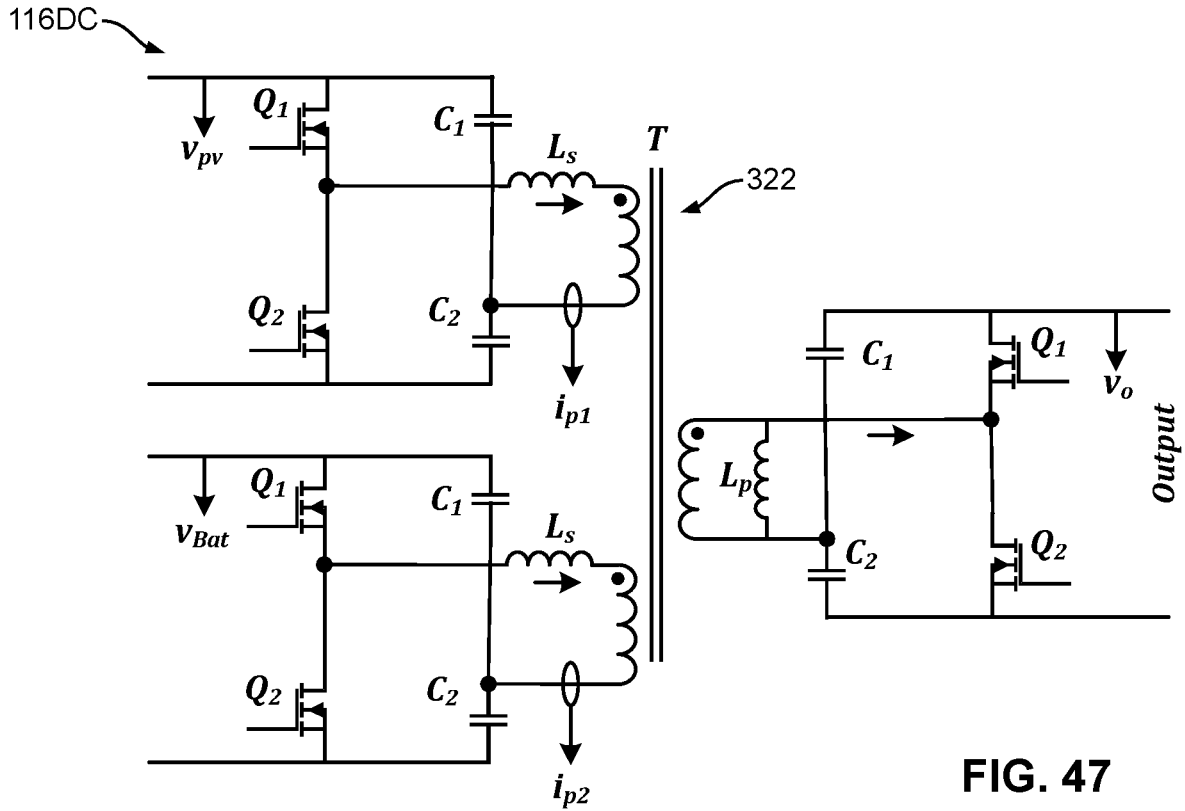 116DC
Q1
C1
vpv
Ls
T
322
Q2
C2
ip1
C1
Q1
vo
Output
Q1
C1
vBat
Ls
Lp
C2
Q2
Q2
C2
ip2
FIG. 47